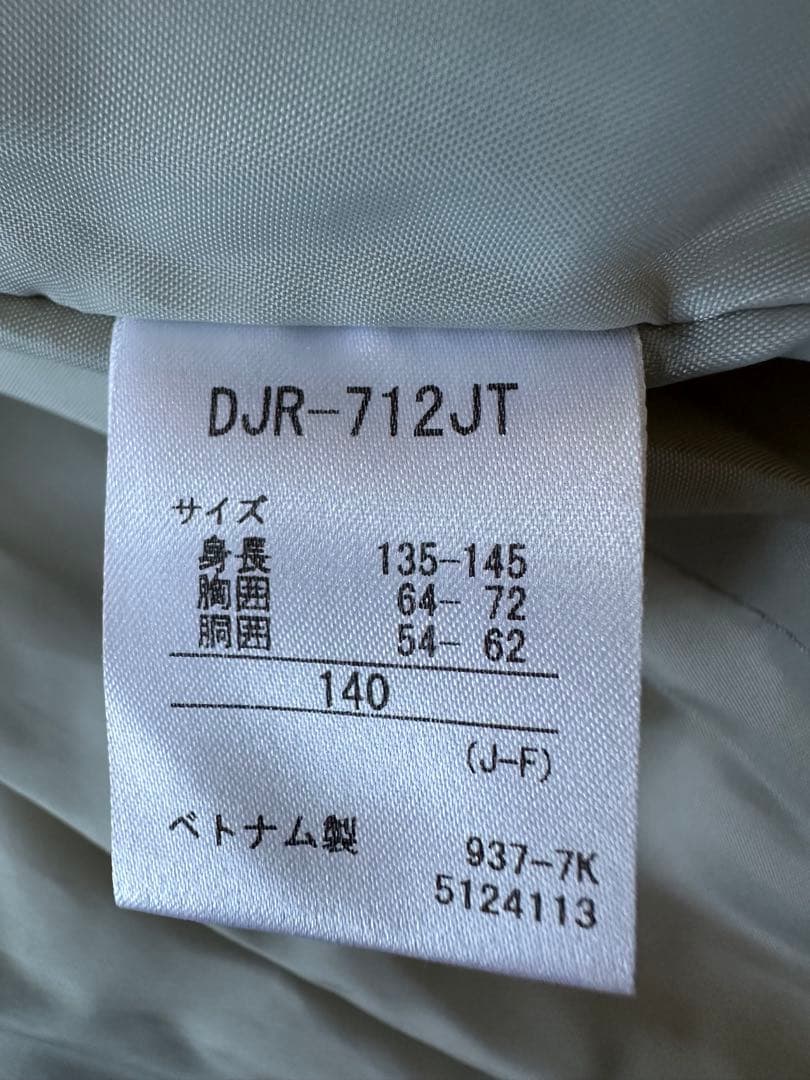 DJR-712JT
サイズ
身長 135-145
胸囲 64- 72
胴囲 54- 62
140
(J-F)
ベトナム製 937-7K
5124113